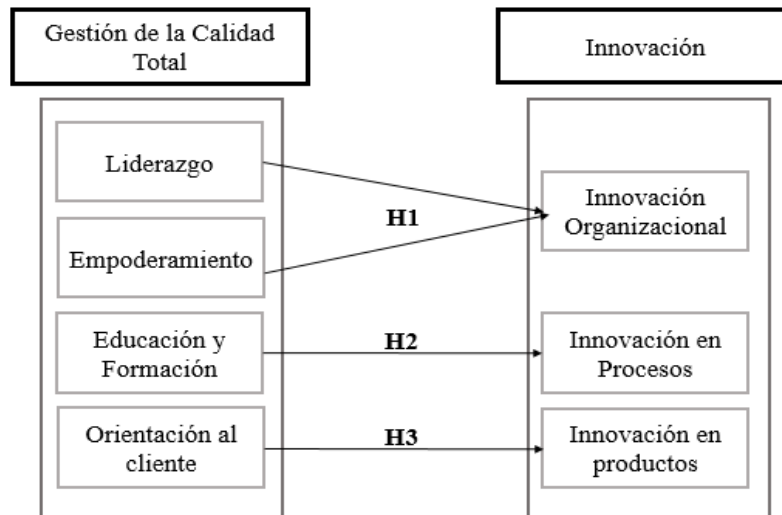 Gestión de la Calidad
Total
Innovación
Liderazgo
Empoderamiento
H1
Innovación
Organizacional
Educación y
Formación
H2
Innovación en
Procesos
Orientación al
cliente
H3
Innovación en
productos